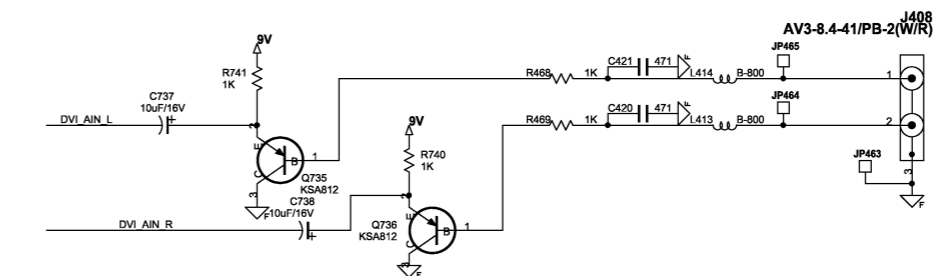 J408
AV3-8.4-41/PB-2(W/R)
9V
JP465
R741
1K
C421
471
F
R468
1K
L414
B-800
1
C737
10uF/16V
JP464
C420
471
F
DVI_AIN_L
+
2
9V
R469
1K
L413
B-800
2
E
B
1
C
R740
1K
JP463
Q735
KSA812
3
3
C738
10uF/16V
F
2
F
Q736
KSA812
E
B
1
C
DVI_AIN_R
+
3
F